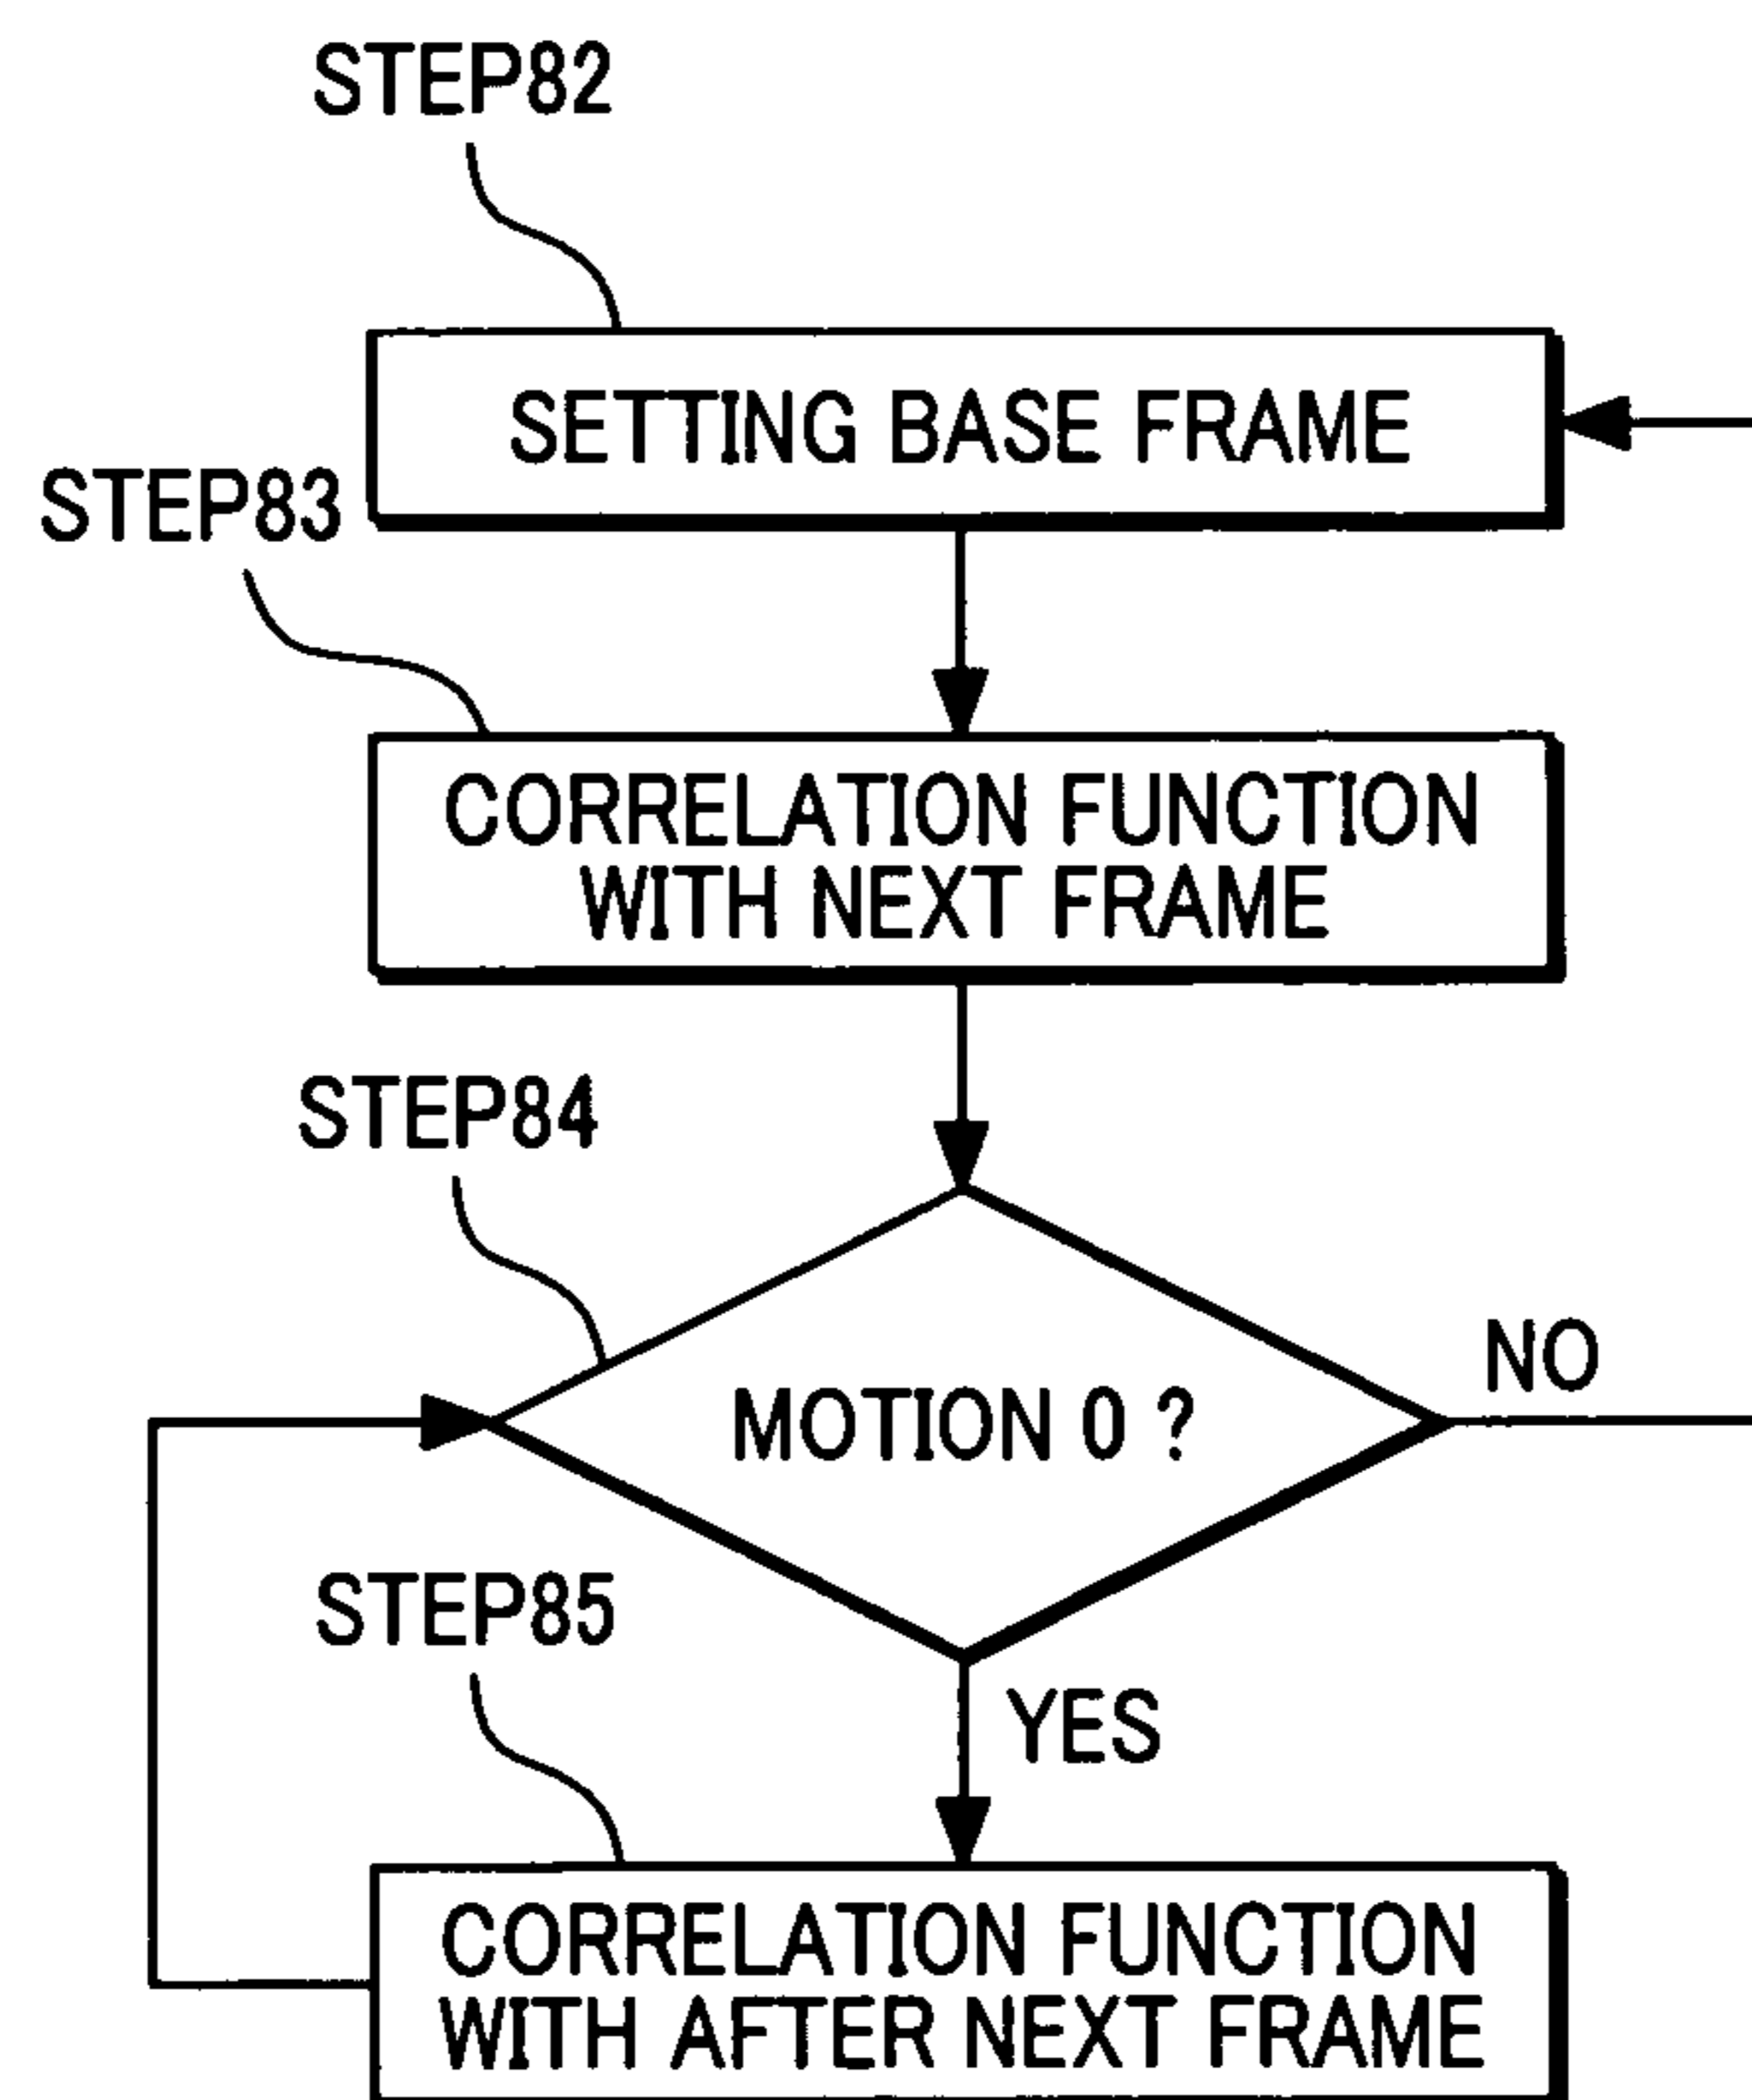 STEP82
SETTING BASE FRAME
STEP83
CORRELATION FUNCTION
WITH NEXT FRAME
STEP84
MOTION 0 ?
NO
STEP85
YES
CORRELATION FUNCTION
WITH AFTER NEXT FRAME